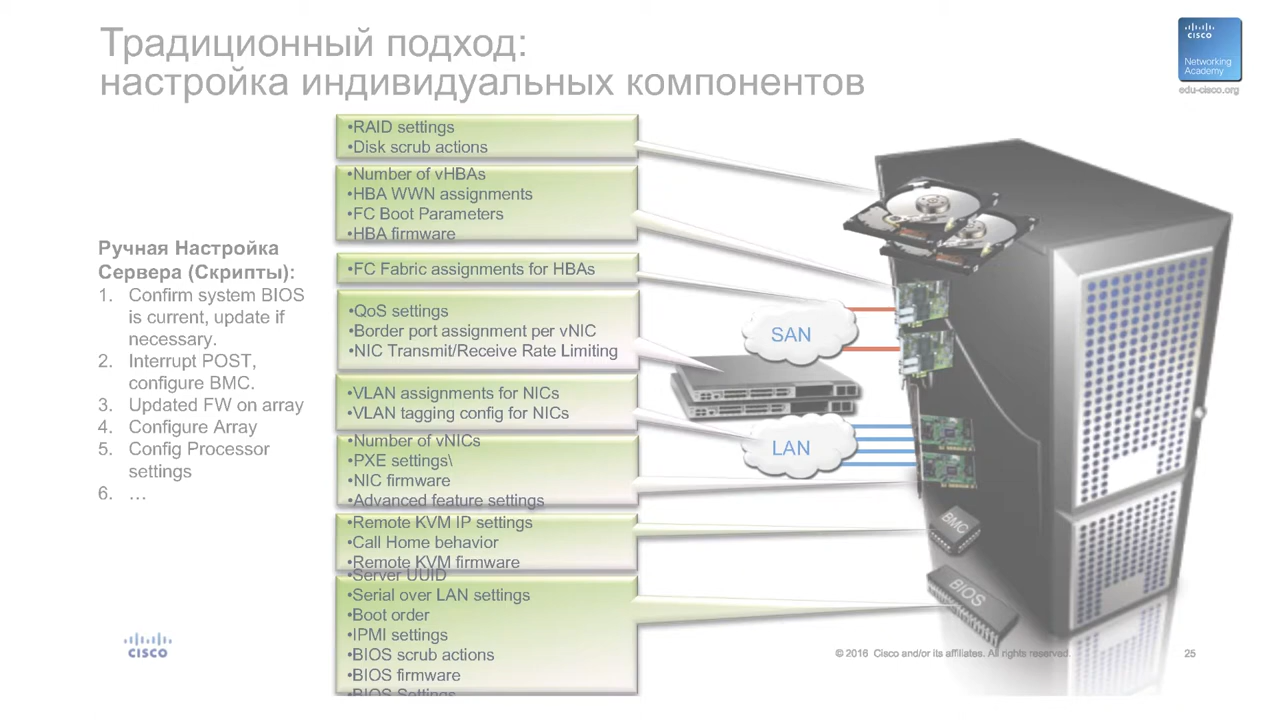 Традиционный подход:
настройка индивидуальных компонентов
CISCO
Networking
Academy
edu-cisco.org
Ручная Настройка
Сервера (Скрипты):
1. Confirm system BIOS
is current, update if
necessary.
2. Interrupt POST,
configure BMC.
3. Updated FW on array
4. Configure Array
5. Config Processor
settings
6. …
•RAID settings
•Disk scrub actions
•Number of vHBAs
•HBA WWN assignments
•FC Boot Parameters
•HBA firmware
•FC Fabric assignments for HBAs
•QoS settings
•Border port assignment per vNIC
•NIC Transmit/Receive Rate Limiting
•VLAN assignments for NICs
•VLAN tagging config for NICs
•Number of vNICs
•PXE settings\
•NIC firmware
•Advanced feature settings
•Remote KVM IP settings
•Call Home behavior
•Remote KVM firmware
•Server UUID
•Serial over LAN settings
•Boot order
•IPMI settings
•BIOS scrub actions
•BIOS firmware
•BIOS Settings
SAN
LAN
BMC
BIOS
CISCO
© 2016 Cisco and/or its affiliates. All rights reserved.
25